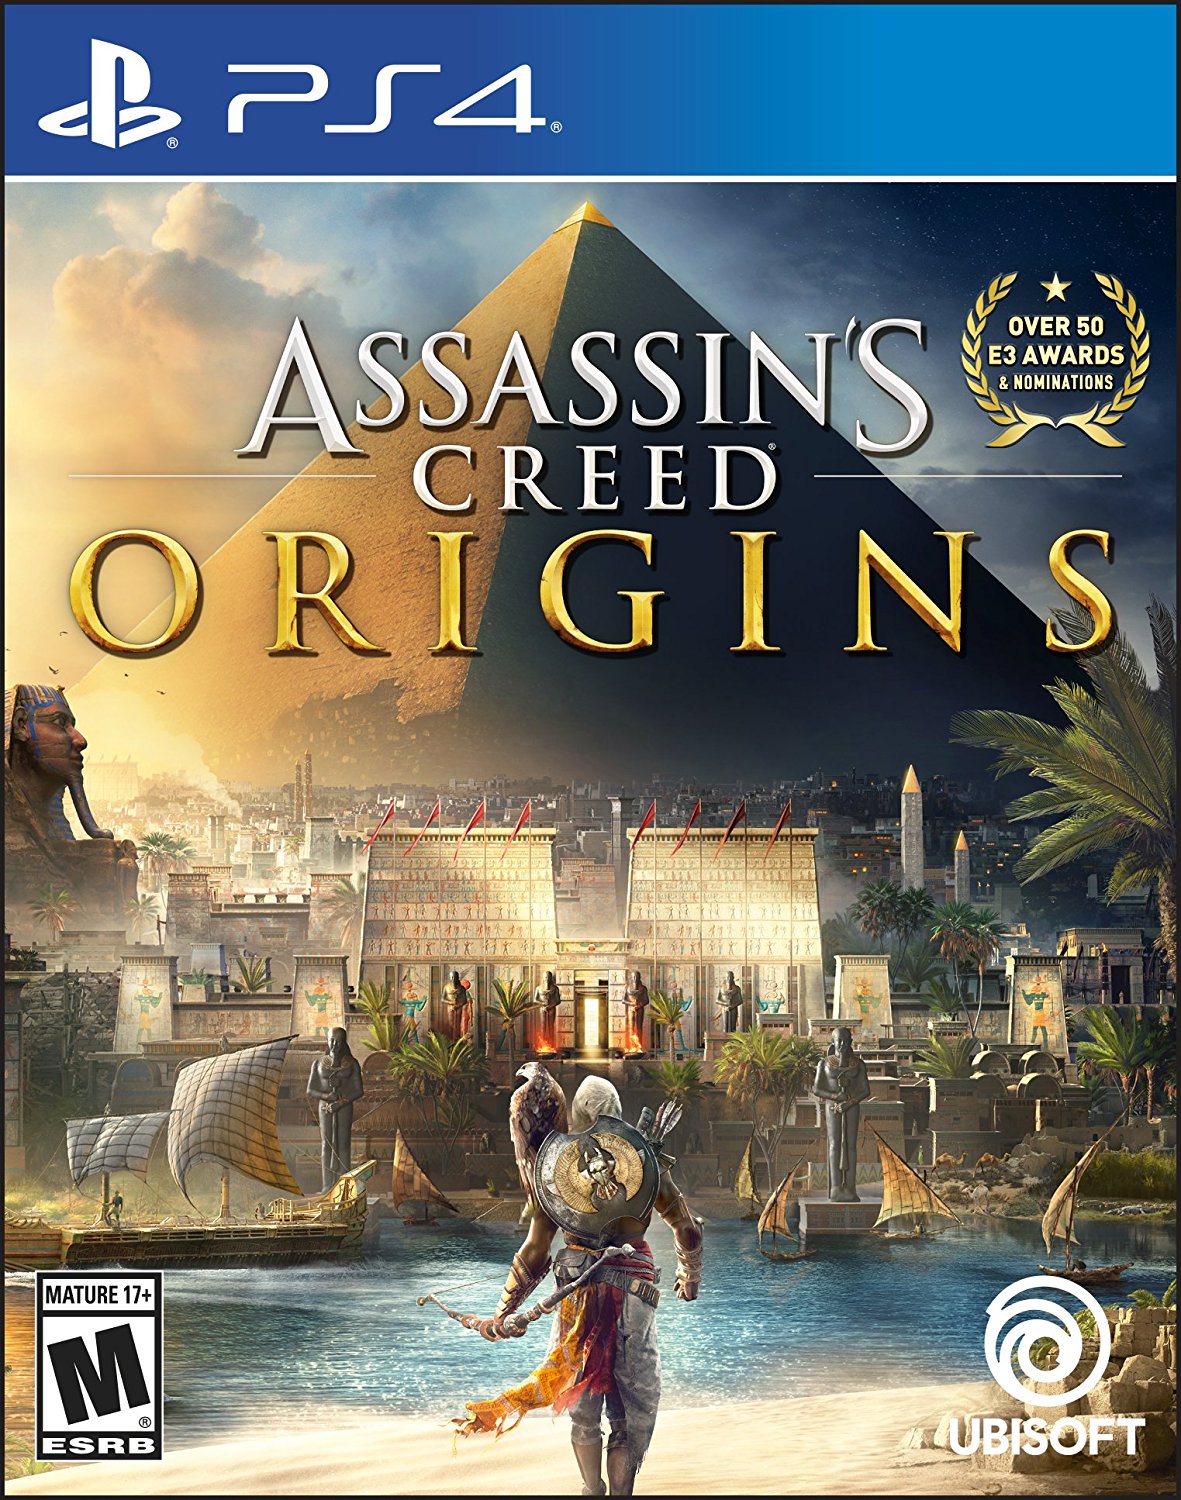 PS4
ASSASSIN'S
CREED®
ORIGINS
OVER 50
E3 AWARDS
& NOMINATIONS
MATURE 17+
M
ESRB
UBISOFT